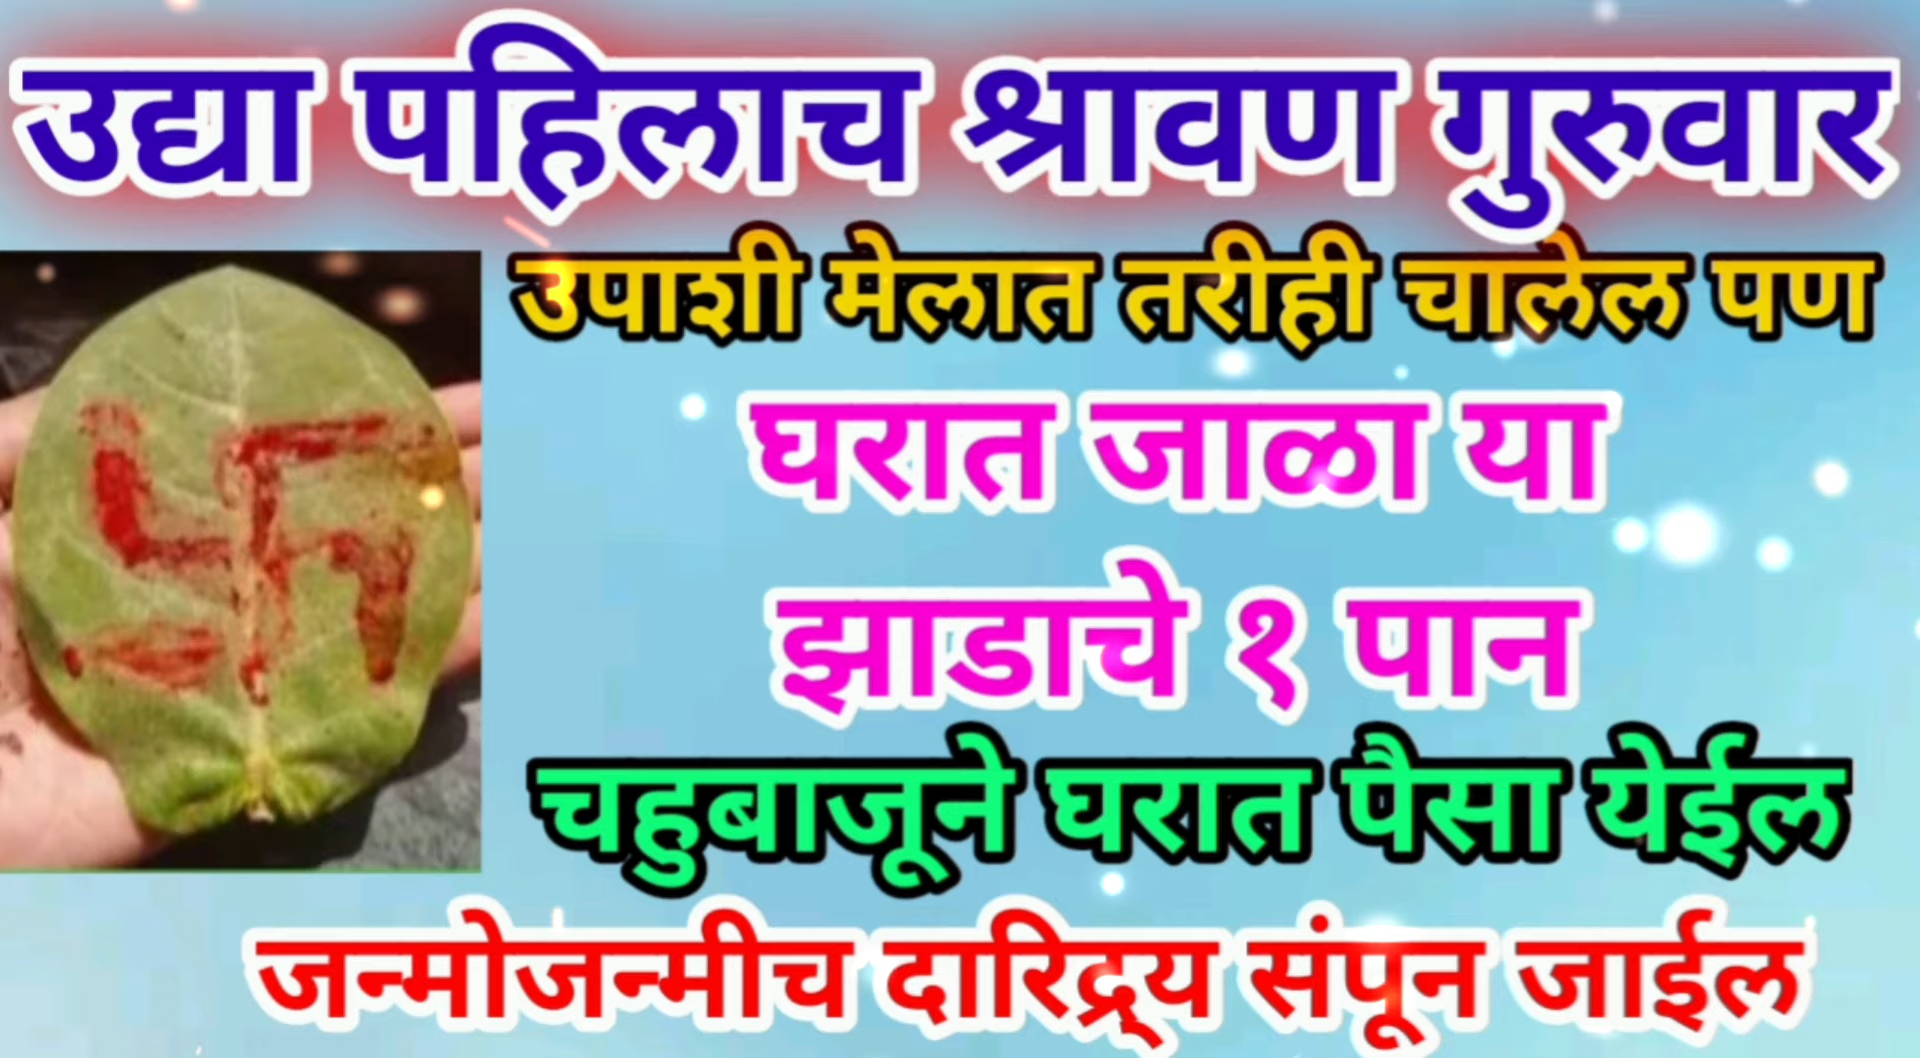 उद्या पहिलाच श्रावण गुरुवार
उपाशी मेलात तरीही चालेल पण
घरात जाळा या
झाडाचे १ पान
चहुबाजूने घरात पैसा येईल
जन्मोजन्मीच दारिद्र्य संपून जाईल